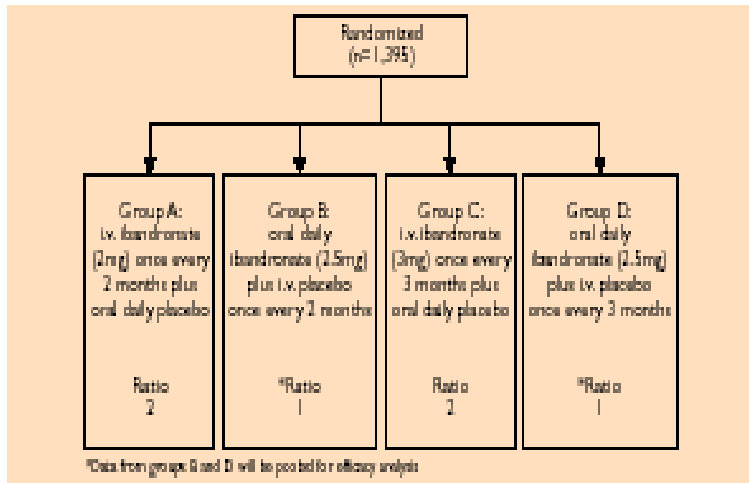 Randomized
(n=1,395)
Group A:
i.v. ibandronate
(2mg) once every
2 months plus
oral daily placebo
Ratio
2
Group B:
oral daily
ibandronate (2.5mg)
plus i.v. placebo
once every 2 months
*Ratio
1
Group C:
i.v. ibandronate
(3mg) once every
3 months plus
oral daily placebo
Ratio
2
Group D:
oral daily
ibandronate (2.5mg)
plus i.v. placebo
once every 3 months
*Ratio
1
*Data from groups B and D will be pooled for efficacy analysis